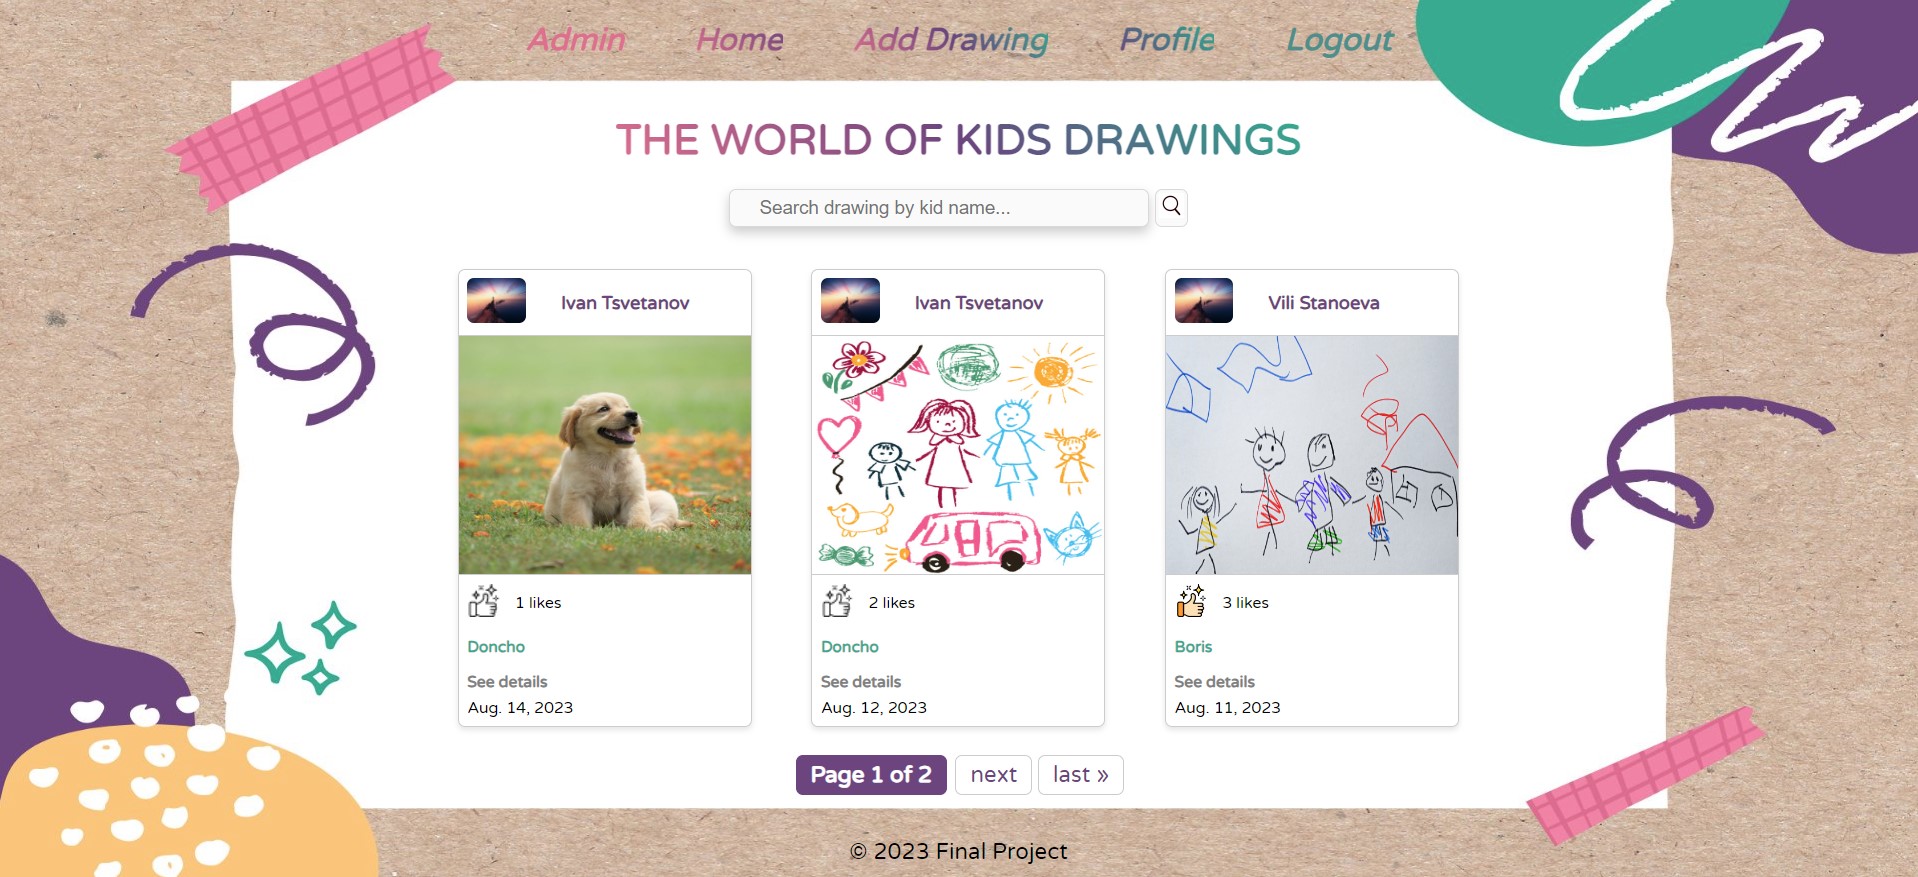 Admin Home Add Drawing Profile Logout
THE WORLD OF KIDS DRAWINGS
Search drawing by kid name...
Ivan Tsvetanov
1 likes
Doncho
See details
Aug. 14, 2023
Ivan Tsvetanov
2 likes
Doncho
See details
Aug. 12, 2023
Vili Stanoeva
3 likes
Boris
See details
Aug. 11, 2023
Page 1 of 2 next last »
© 2023 Final Project